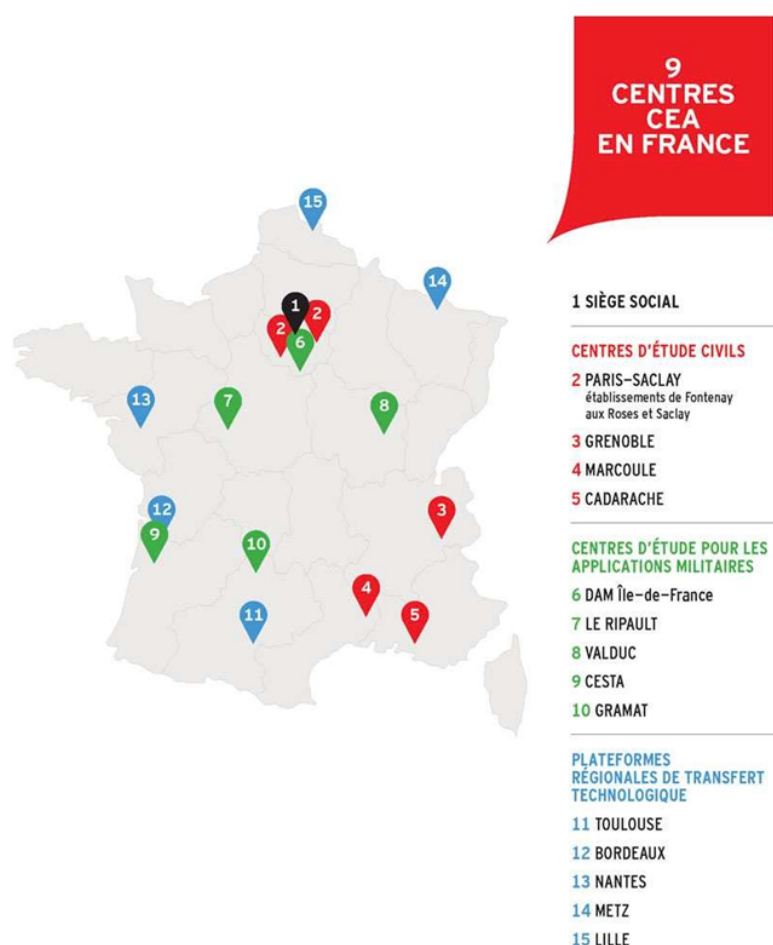 9
CENTRES
CEA
EN FRANCE
15
14
1
2
2
6
13
7
8
12
9
10
3
4
11
5
1 SIÈGE SOCIAL
CENTRES D'ÉTUDE CIVILS
2 PARIS–SACLAY
établissements de Fontenay
aux Roses et Saclay
3 GRENOBLE
4 MARCOULE
5 CADARACHE
CENTRES D'ÉTUDE POUR LES
APPLICATIONS MILITAIRES
6 DAM Île–de–France
7 LE RIPAULT
8 VALDUC
9 CESTA
10 GRAMAT
PLATEFORMES
RÉGIONALES DE TRANSFERT
TECHNOLOGIQUE
11 TOULOUSE
12 BORDEAUX
13 NANTES
14 METZ
15 LILLE